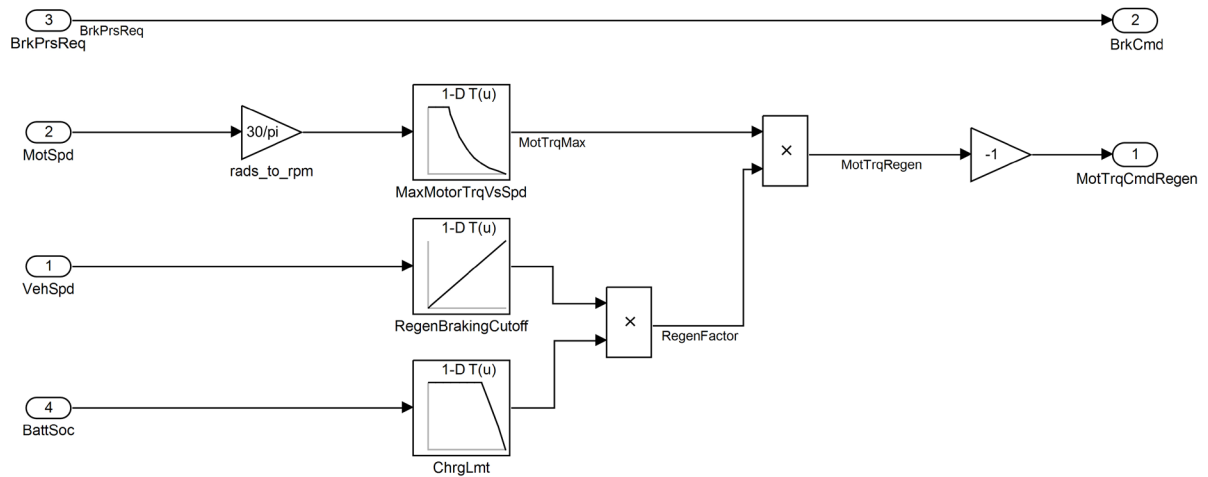 3
BrkPrsReq
BrkPrsReq
2
BrkCmd
2
MotSpd
30/pi
rads_to_rpm
1-D T(u)
MaxMotorTrqVsSpd
MotTrqMax
×
MotTrqRegen
-1
1
MotTrqCmdRegen
1
VehSpd
1-D T(u)
RegenBrakingCutoff
×
RegenFactor
4
BattSoc
1-D T(u)
ChrgLmt